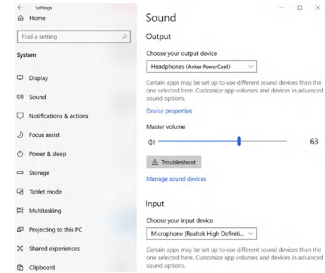 Settings
Home
Find a setting
System
Display
Sound
Notifications & actions
Focus assist
Power & sleep
Storage
Tablet mode
Multitasking
Projecting to this PC
Shared experiences
Clipboard
Sound
Output
Choose your output device
Headphones (Anker PowerConf)
Certain apps may be set up to use different sound devices than the
one selected here. Customize app volumes and devices in advanced
sound options.
Device properties
Master volume
63
Troubleshoot
Manage sound devices
Input
Choose your input device
Microphone (Realtek High Definiti...
Certain apps may be set up to use different sound devices than the
one selected here. Customize app volumes and devices in advanced
sound options.